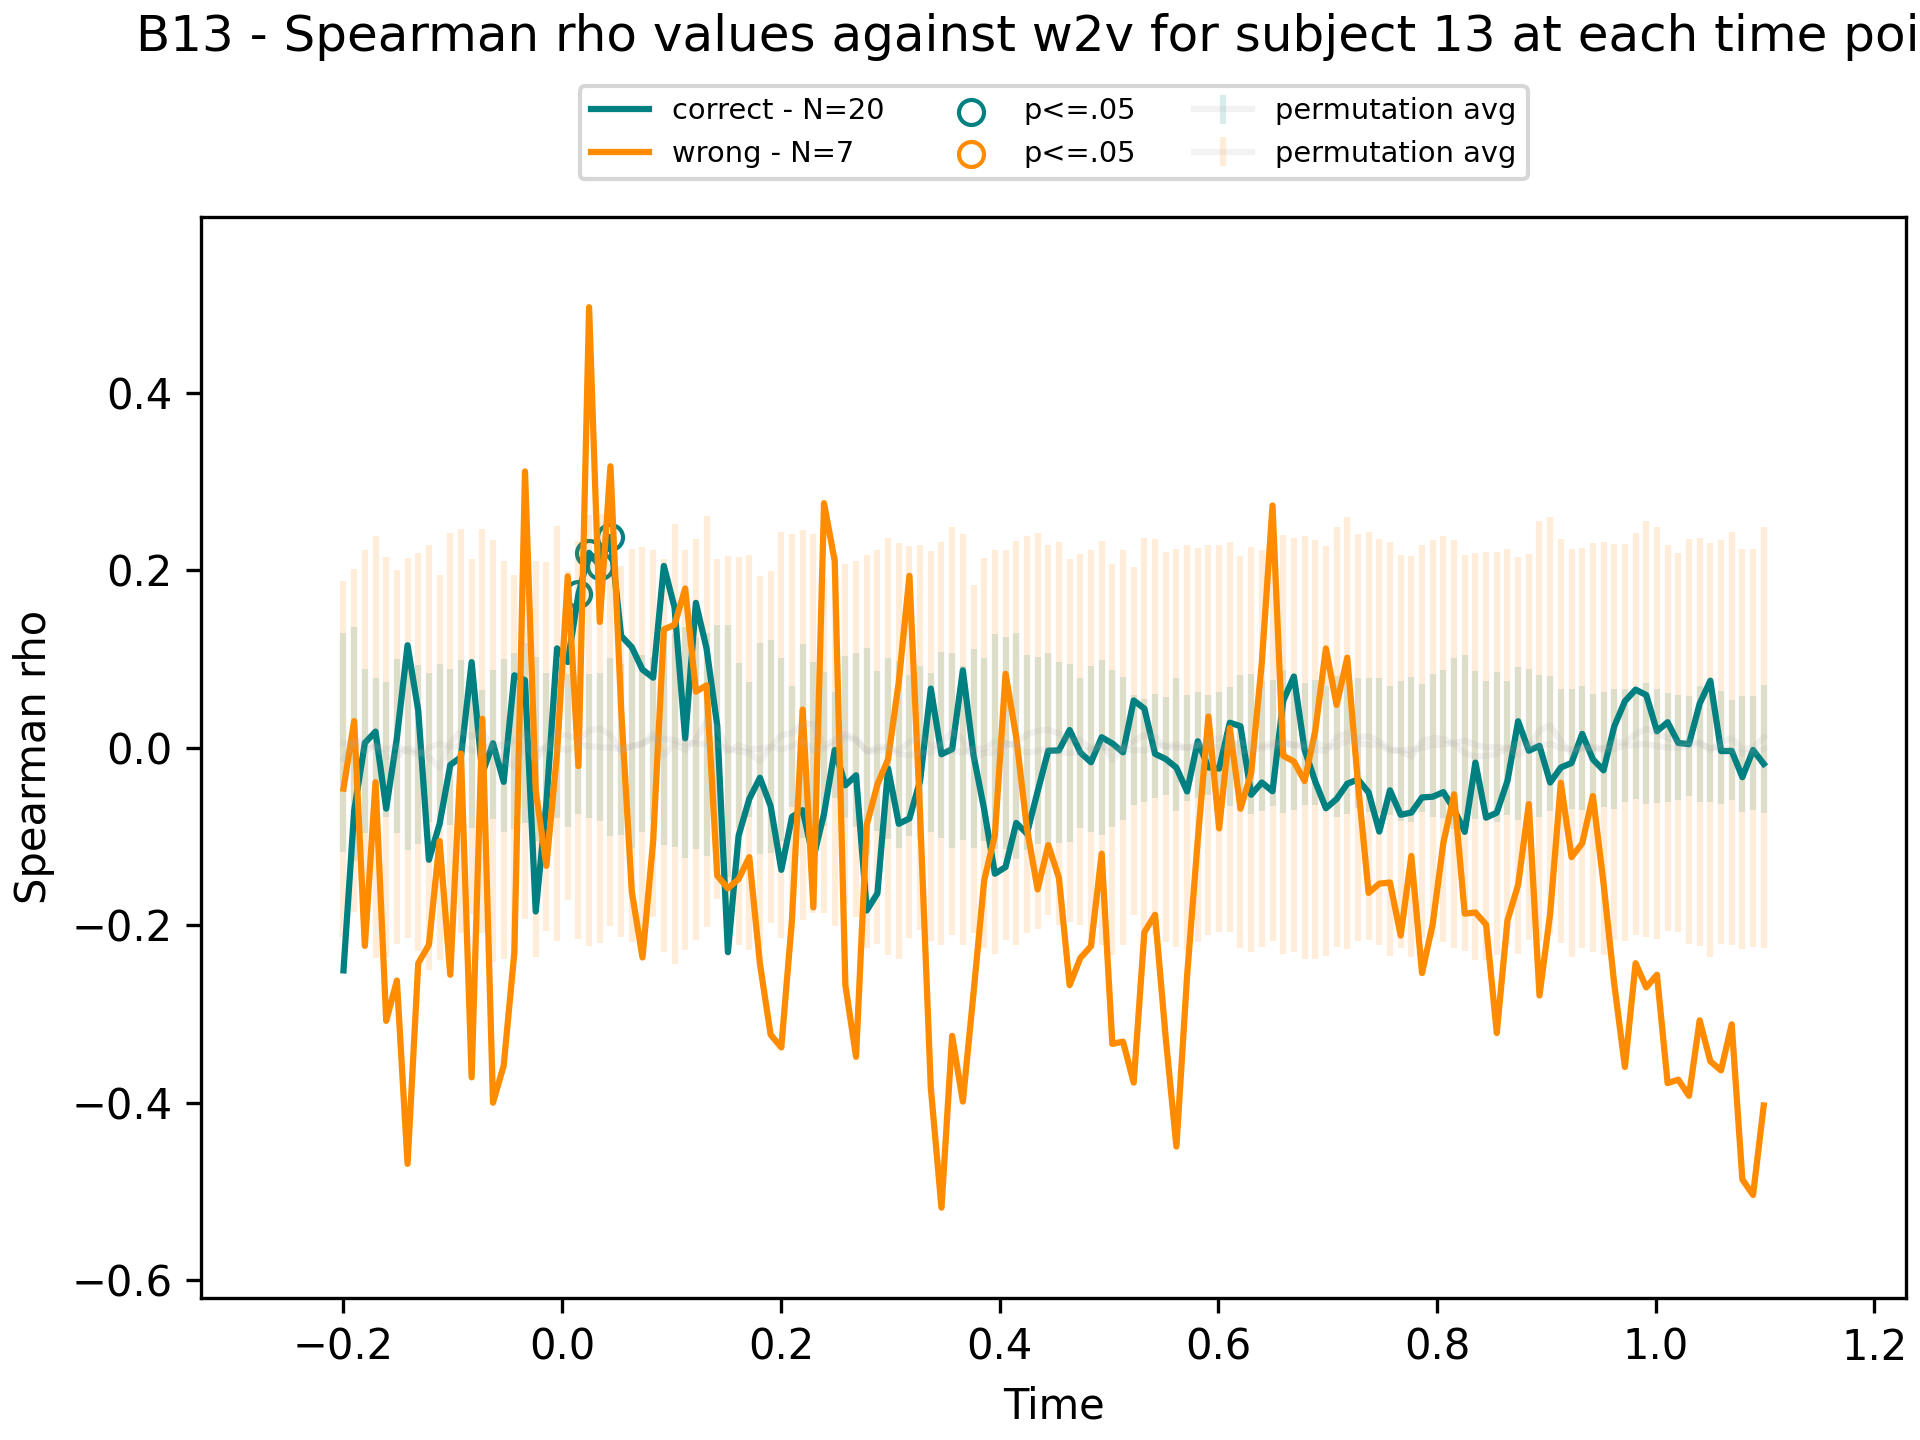 B13 - Spearman rho values against w2v for subject 13 at each time poi
correct - N=20 p<=.05 permutation avg
wrong - N=7 p<=.05 permutation avg
0.4
0.2
0.0
−0.2
−0.4
−0.6
Spearman rho
−0.2 0.0 0.2 0.4 0.6 0.8 1.0 1.2
Time